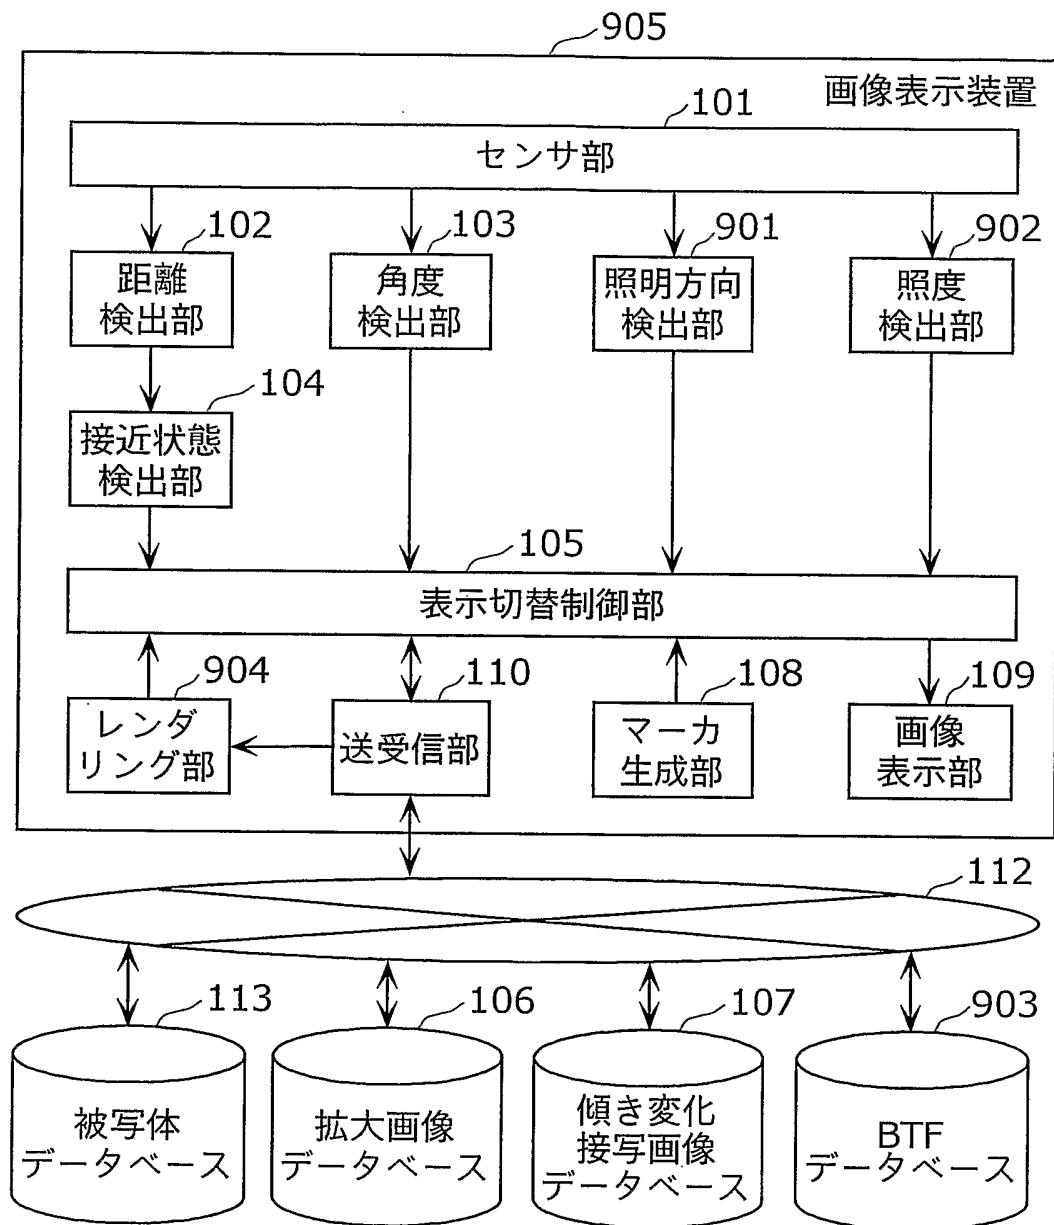 905
画像表示装置
101
センサ部
102
103
901
902
距離
検出部
角度
検出部
照明方向
検出部
照度
検出部
104
接近状態
検出部
105
表示切替制御部
904
110
108
109
レンダ
リング部
送受信部
マーカ
生成部
画像
表示部
112
113
106
107
903
被写体
データベース
拡大画像
データベース
傾き変化
接写画像
データベース
BTF
データベース